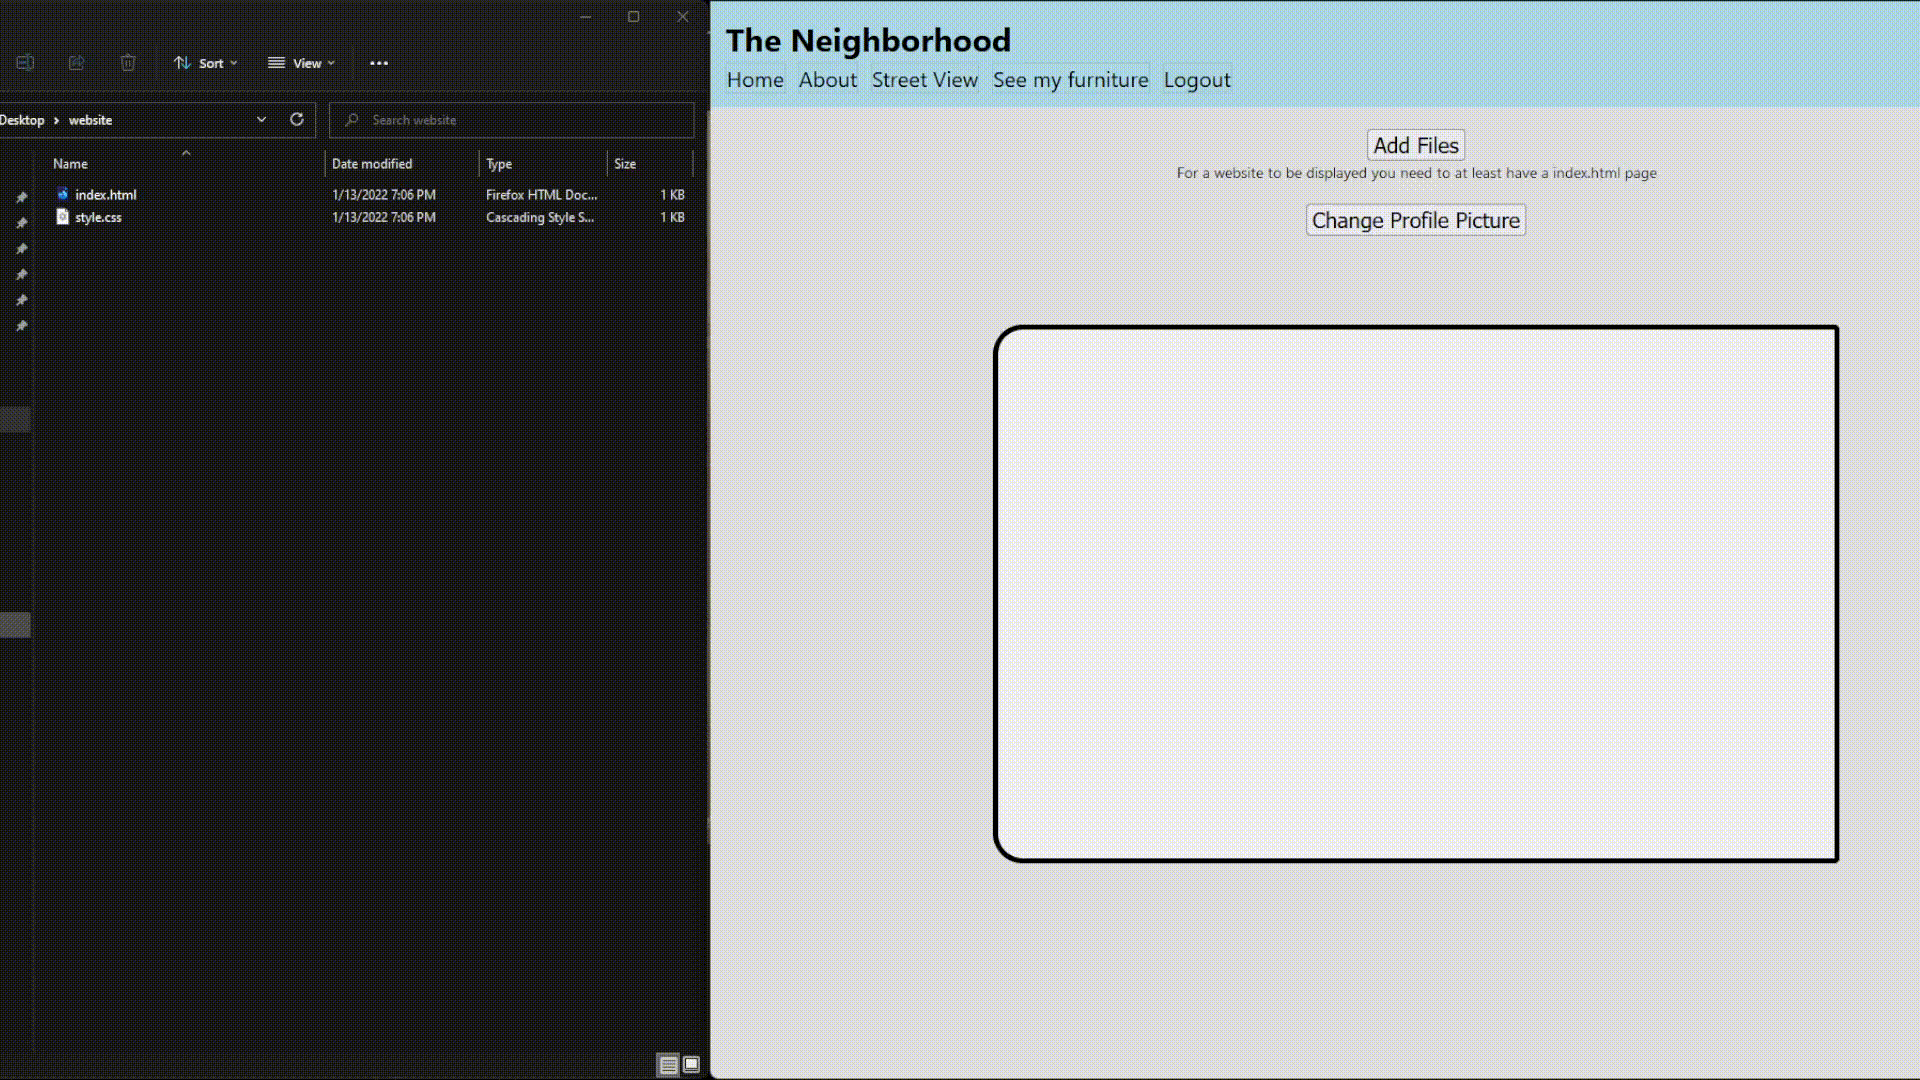 Sort View
Desktop > website Search website
Name Date modified Type Size
index.html 1/13/2022 7:06 PM Firefox HTML Doc... 1 KB
style.css 1/13/2022 7:06 PM Cascading Style S... 1 KB
The Neighborhood
Home About Street View See my furniture Logout
Add Files
For a website to be displayed you need to at least have a index.html page
Change Profile Picture